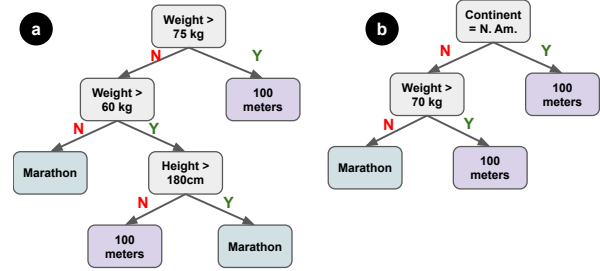 a
Weight >
75 kg
N
Y
Weight >
60 kg
100
meters
N
Y
Marathon
Height >
180cm
N
Y
100
meters
Marathon
b
Continent
= N. Am.
N
Y
Weight >
70 kg
100
meters
N
Y
Marathon
100
meters